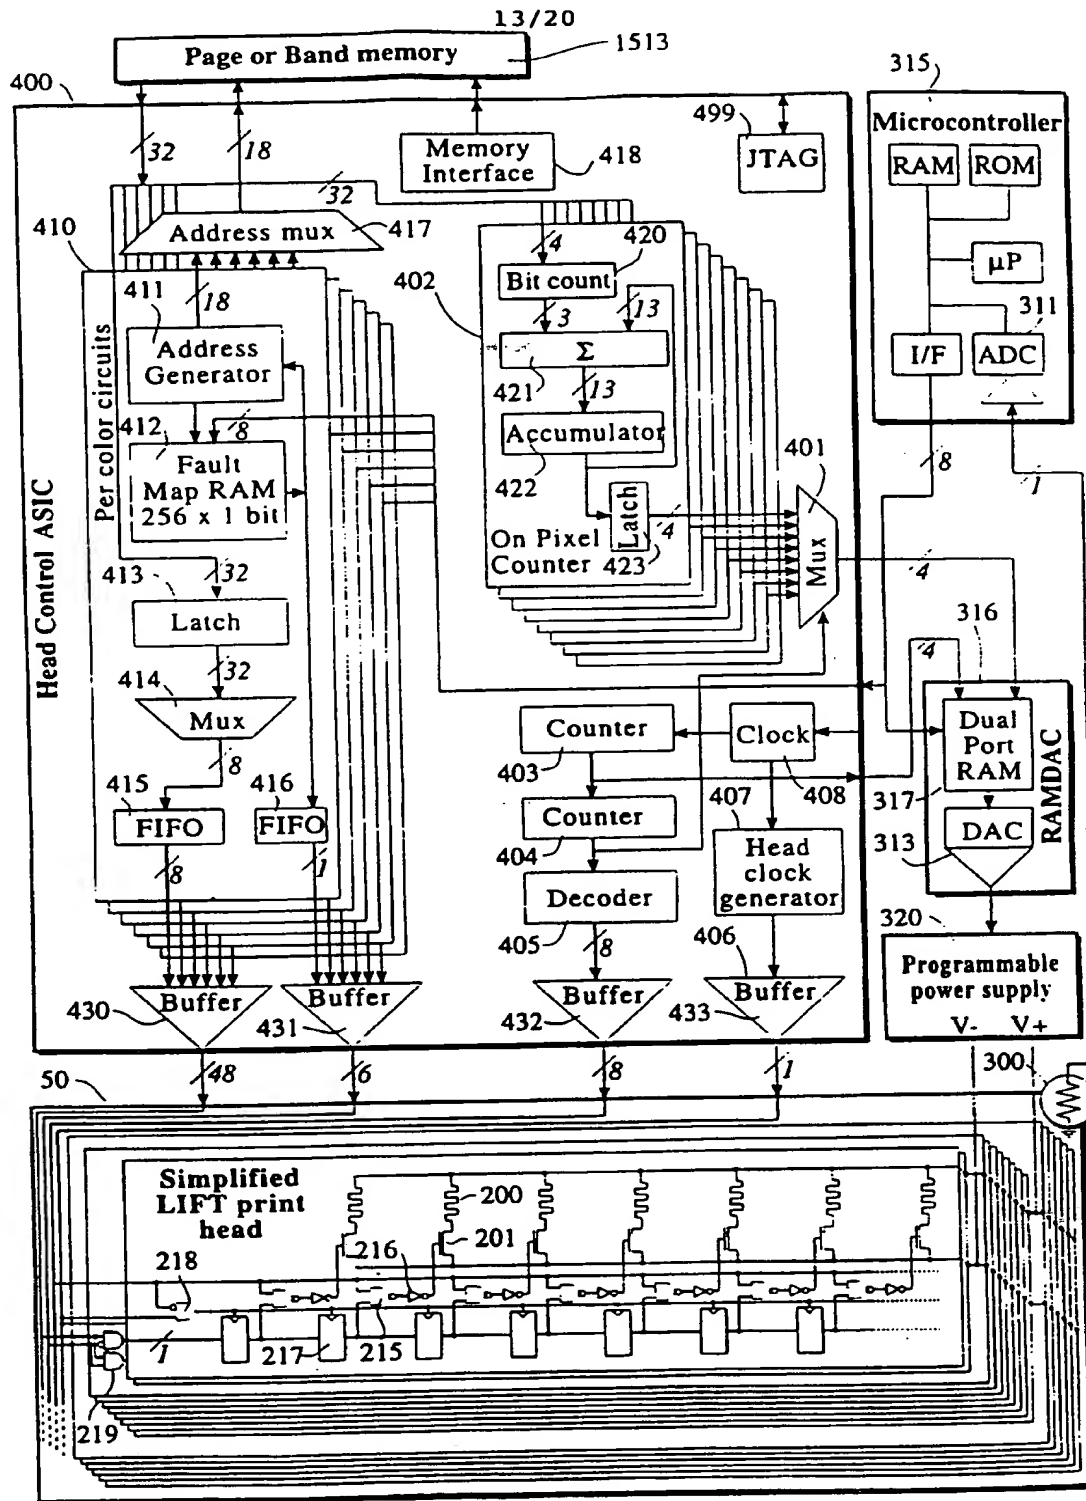 13/20
Page or Band memory
1513
400
315
32
18
Memory
Interface
418
499
JTAG
Microcontroller
RAM
ROM
µP
311
I/F
ADC
8
1
32
410
Address mux
417
411
18
Address
Generator
412
8
Fault
Map RAM
256 x 1 bit
Per color circuits
Head Control ASIC
413
32
Latch
414
32
Mux
8
415
FIFO
416
FIFO
8
1
402
4
420
Bit count
3
13
Σ
421
13
Accumulator
422
Latch
4
423
On Pixel
Counter
401
Mux
4
316
4
Dual
Port
RAM
317
DAC
313
RAMDAC
Counter
403
Clock
408
Counter
404
407
Head
clock
generator
Decoder
405
8
406
320
Programmable
power supply
V-
V+
Buffer
430
Buffer
431
Buffer
432
Buffer
433
48
6
8
1
300
50
Simplified
LIFT print
head
200
201
216
218
1
217
215
219